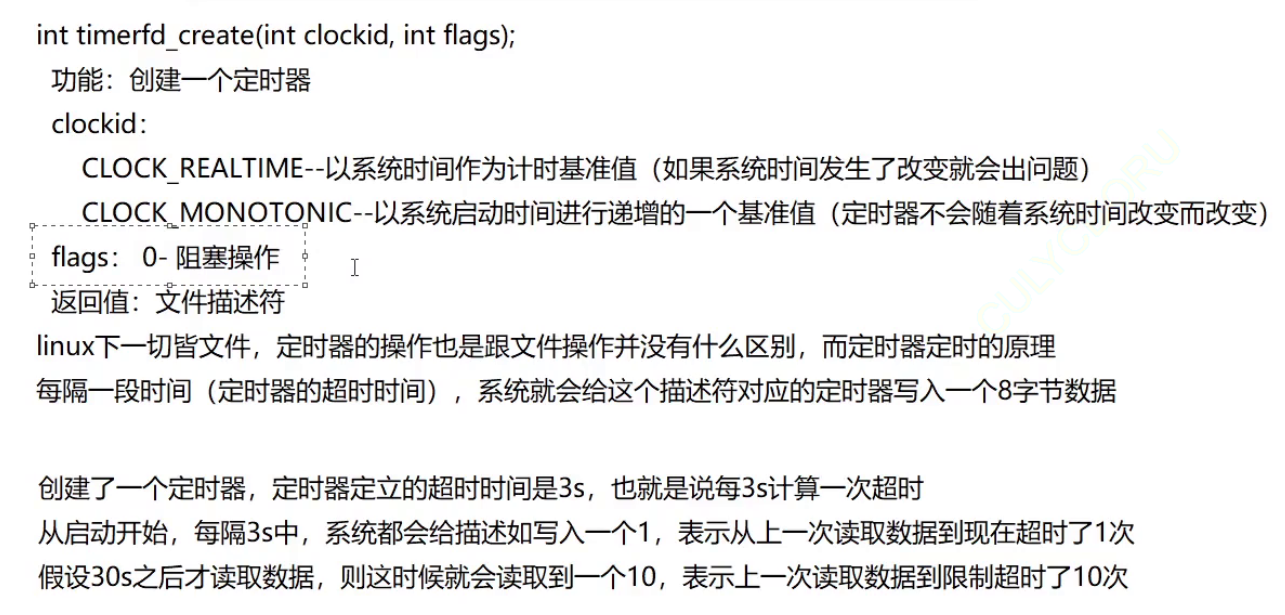 int timerfd_create(int clockid, int flags);
功能：创建一个定时器
clockid：
CLOCK_REALTIME--以系统时间作为计时基准值（如果系统时间发生了改变就会出问题）
CLOCK_MONOTONIC--以系统启动时间进行递增的一个基准值（定时器不会随着系统时间改变而改变）
flags： 0- 阻塞操作
返回值：文件描述符
linux下一切皆文件，定时器的操作也是跟文件操作并没有什么区别，而定时器定时的原理
每隔一段时间（定时器的超时时间），系统就会给这个描述符对应的定时器写入一个8字节数据
创建了一个定时器，定时器定立的超时时间是3s，也就是说每3s计算一次超时
从启动开始，每隔3s中，系统都会给描述如写入一个1，表示从上一次读取数据到现在超时了1次
假设30s之后才读取数据，则这时候就会读取到一个10，表示上一次读取数据到限制超时了10次